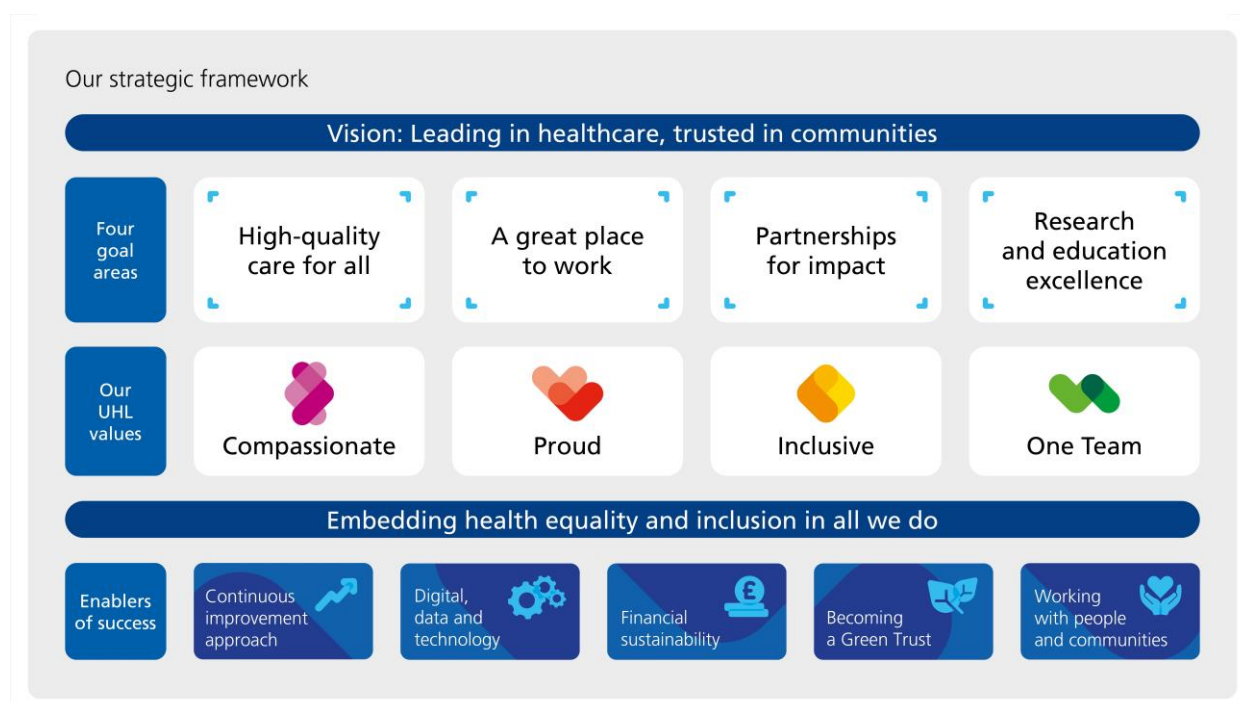 Our strategic framework
Vision: Leading in healthcare, trusted in communities
Four
goal
areas
High-quality
care for all
A great place
to work
Partnerships
for impact
Research
and education
excellence
Our
UHL
values
Compassionate
Proud
Inclusive
One Team
Embedding health equality and inclusion in all we do
Enablers
of success
Continuous
improvement
approach
Digital,
data and
technology
£
Financial
sustainability
Becoming
a Green Trust
Working
with people
and communities